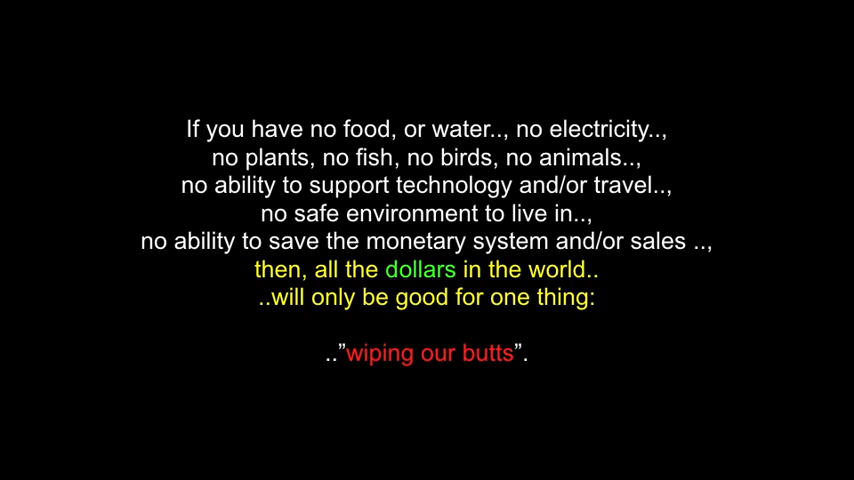 If you have no food, or water.., no electricity..,
no plants, no fish, no birds, no animals..,
no ability to support technology and/or travel..,
no safe environment to live in..,
no ability to save the monetary system and/or sales ..,
then, all the dollars in the world..
..will only be good for one thing:
..”wiping our butts”.